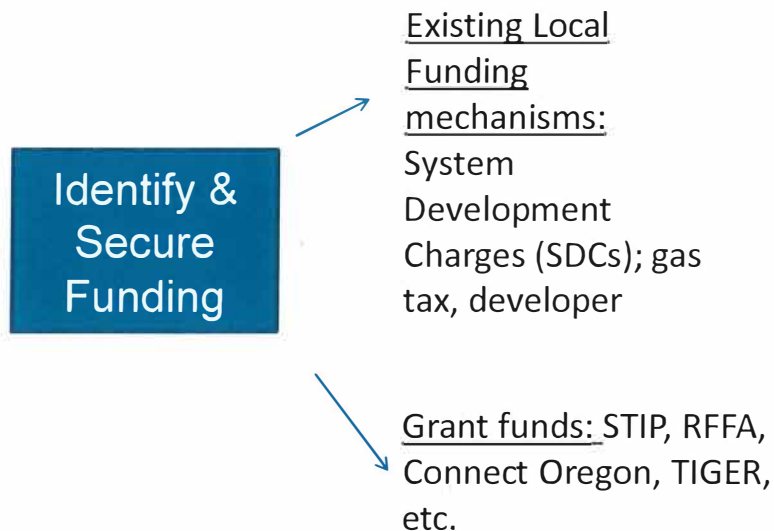 Identify &
Secure
Funding
Existing Local
Funding
mechanisms:
System
Development
Charges (SDCs); gas
tax, developer
Grant funds: STIP, RFFA,
Connect Oregon, TIGER,
etc.